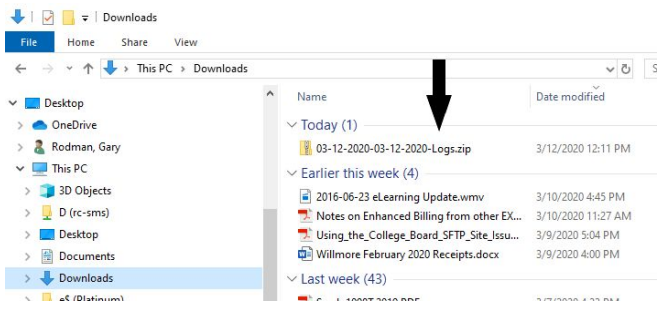 Downloads
File Home Share View
This PC > Downloads
Name Date modified
Desktop
Today (1)
OneDrive
03-12-2020-03-12-2020-Logs.zip 3/12/2020 12:11 PM
Rodman, Gary
This PC
Earlier this week (4)
3D Objects
2016-06-23 eLearning Update.wmv 3/10/2020 4:45 PM
D (rc-sms)
Notes on Enhanced Billing from other EX... 3/10/2020 11:27 AM
Desktop
Using_the_College_Board_SFTP_Site_Issu... 3/9/2020 5:04 PM
Documents
Willmore February 2020 Receipts.docx 3/9/2020 4:00 PM
Downloads
Last week (43)
e$ (Platinum)